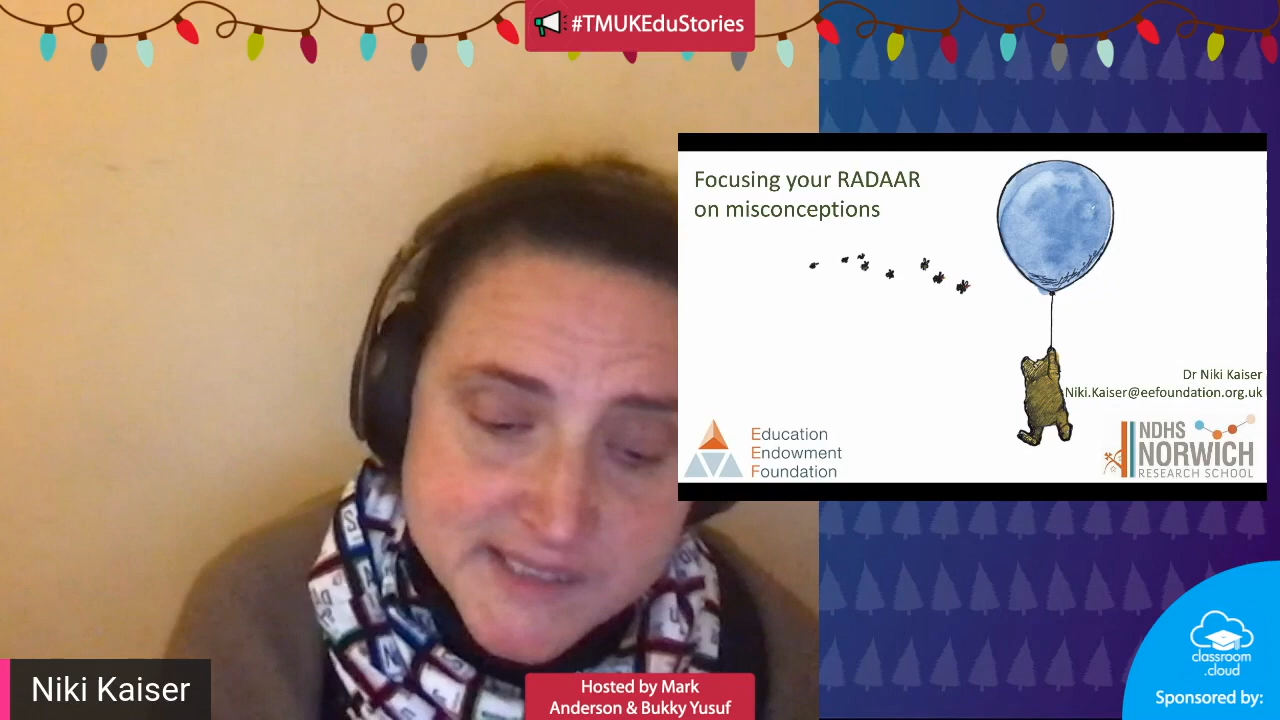 #TMUKEduStories
Focusing your RADAAR
on misconceptions
Dr Niki Kaiser
Niki.Kaiser@eefoundation.org.uk
Education
Endowment
Foundation
NDHS
NORWICH
RESEARCH SCHOOL
Niki Kaiser
Hosted by Mark
Anderson & Bukky Yusuf
classroom
.cloud
Sponsored by: